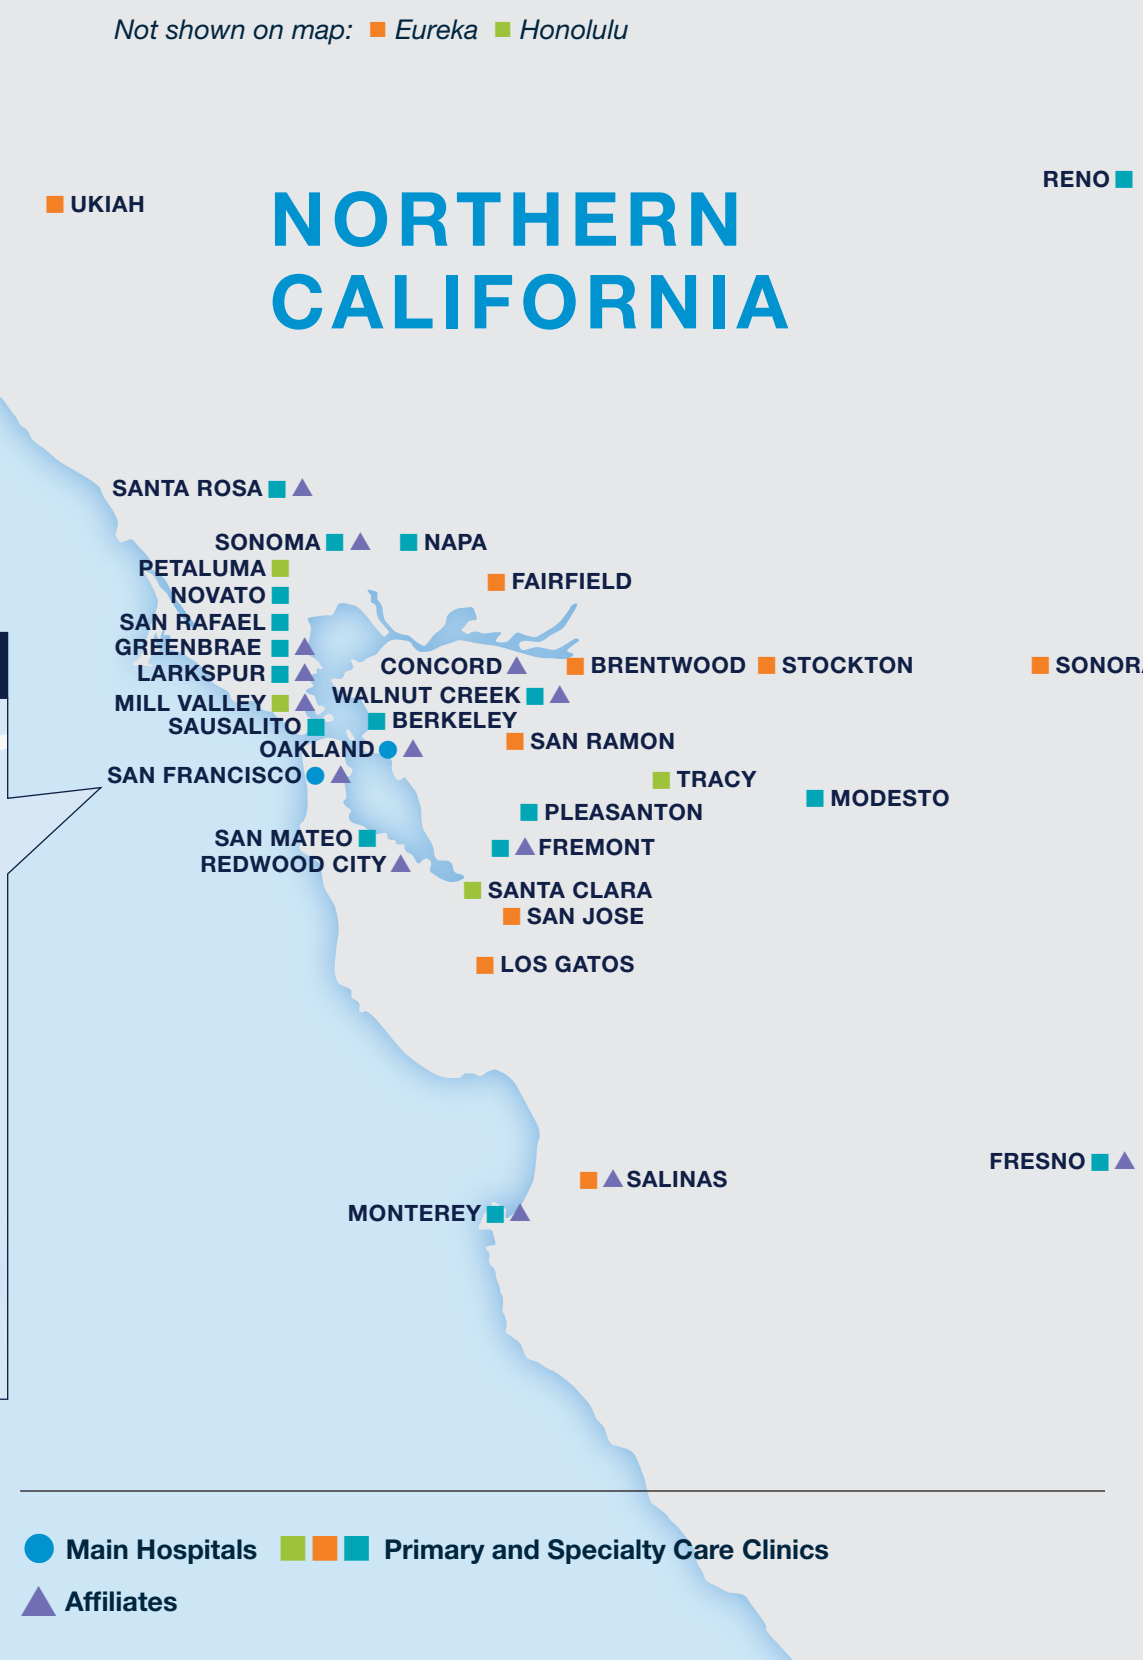 Not shown on map: Eureka Honolulu
RENO
UKIAH
NORTHERN
CALIFORNIA
SANTA ROSA
SONOMA
NAPA
PETALUMA
FAIRFIELD
NOVATO
SAN RAFAEL
GREENBRAE
CONCORD
BRENTWOOD
STOCKTON
SONORA
LARKSPUR
WALNUT CREEK
MILL VALLEY
BERKELEY
SAUSALITO
SAN RAMON
OAKLAND
SAN FRANCISCO
TRACY
MODESTO
PLEASANTON
SAN MATEO
FREMONT
REDWOOD CITY
SANTA CLARA
SAN JOSE
LOS GATOS
FRESNO
SALINAS
MONTEREY
Main Hospitals
Primary and Specialty Care Clinics
Affiliates